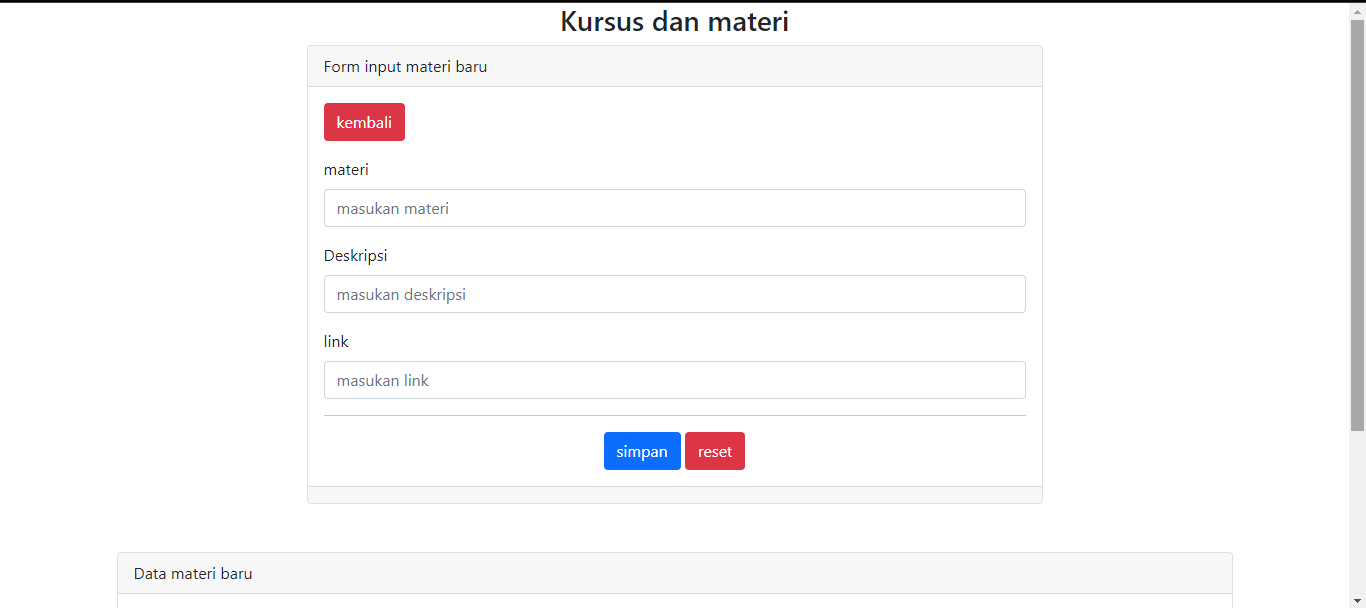 Kursus dan materi
Form input materi baru
kembali
materi
masukan materi
Deskripsi
masukan deskripsi
link
masukan link
simpan reset
Data materi baru